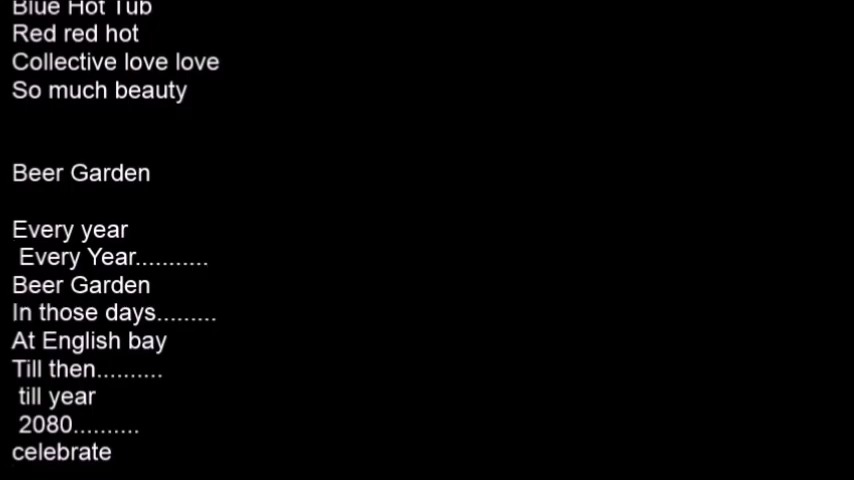 Blue Hot Tub
Red red hot
Collective love love
So much beauty
Beer Garden
Every year
Every Year...........
Beer Garden
In those days.........
At English bay
Till then..........
till year
2080..........
celebrate